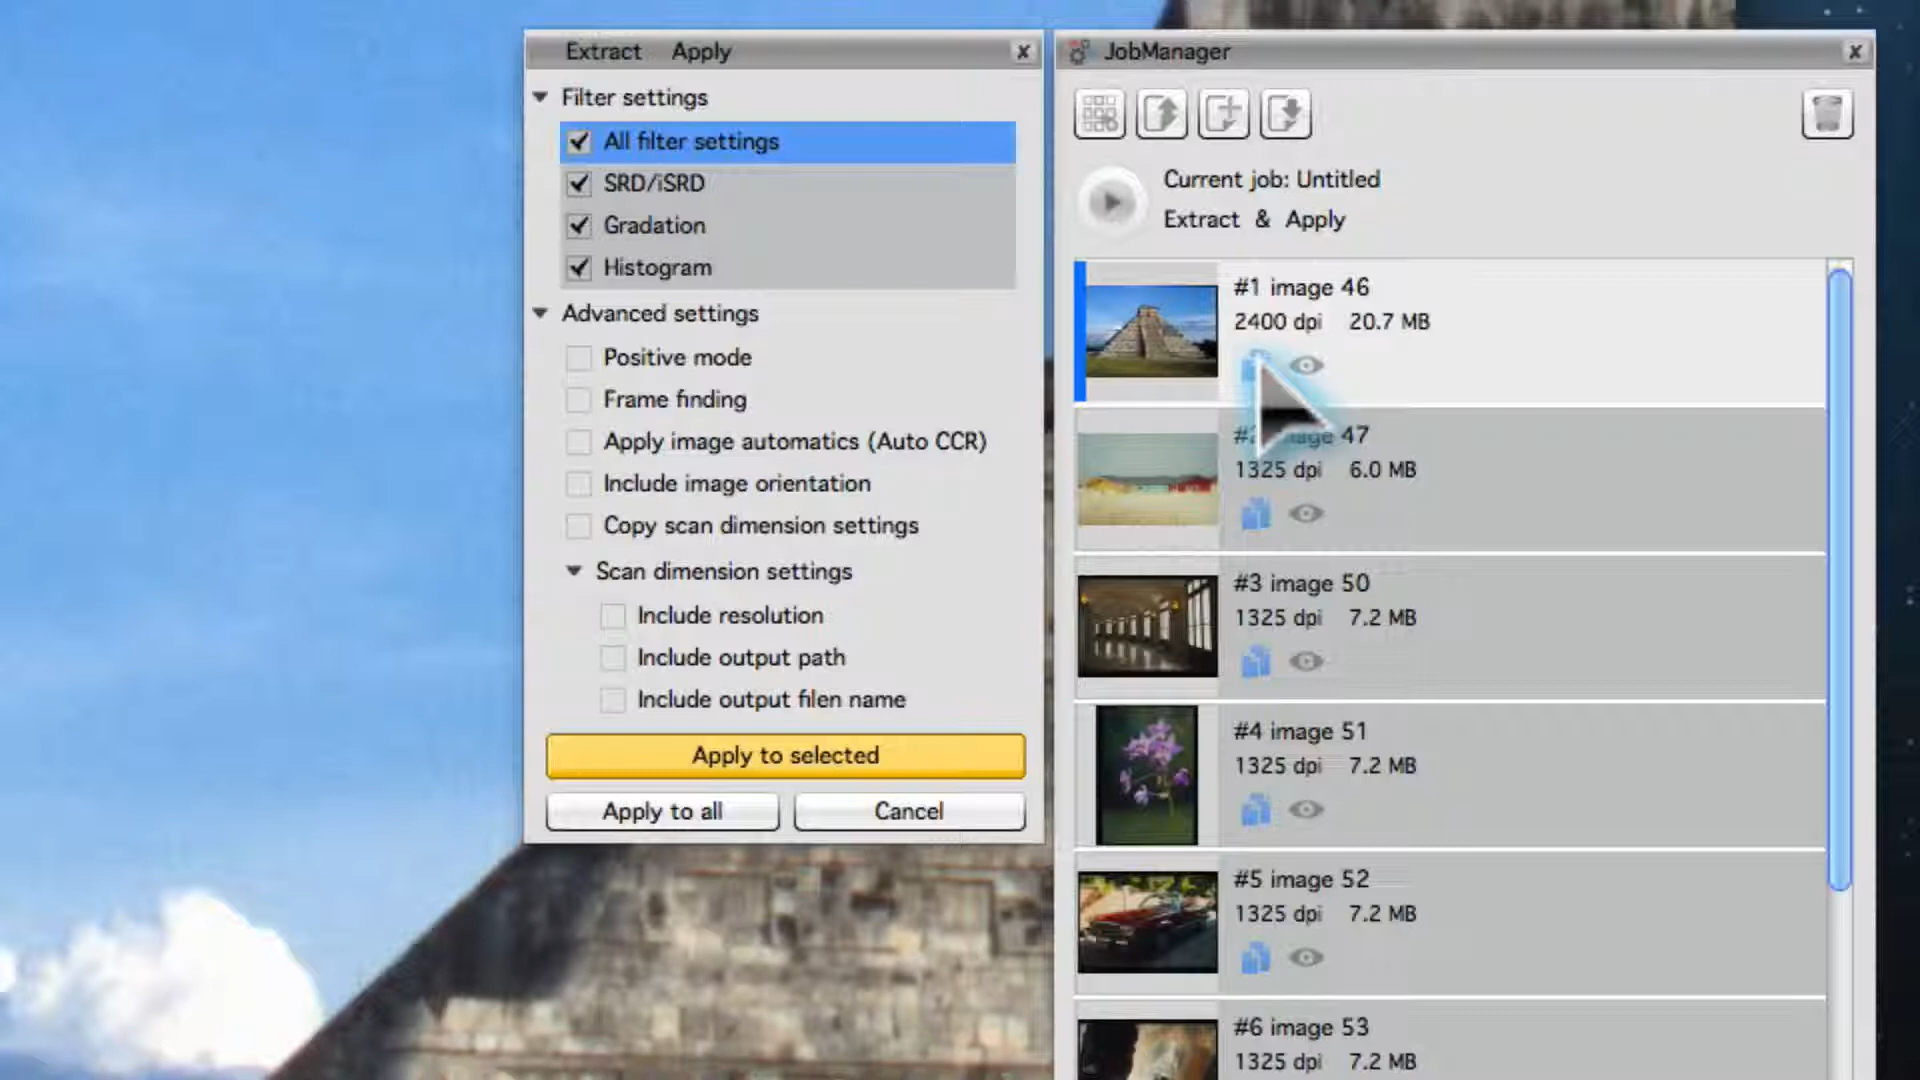 Extract Apply
Filter settings
All filter settings
SRD/iSRD
Gradation
Histogram
Advanced settings
Positive mode
Frame finding
Apply image automatics (Auto CCR)
Include image orientation
Copy scan dimension settings
Scan dimension settings
Include resolution
Include output path
Include output filen name
Apply to selected
Apply to all
Cancel
JobManager
Current job: Untitled
Extract & Apply
#1 image 46
2400 dpi 20.7 MB
47
1325 dpi 6.0 MB
#3 image 50
1325 dpi 7.2 MB
#4 image 51
1325 dpi 7.2 MB
#5 image 52
1325 dpi 7.2 MB
#6 image 53
1325 dpi 7.2 MB